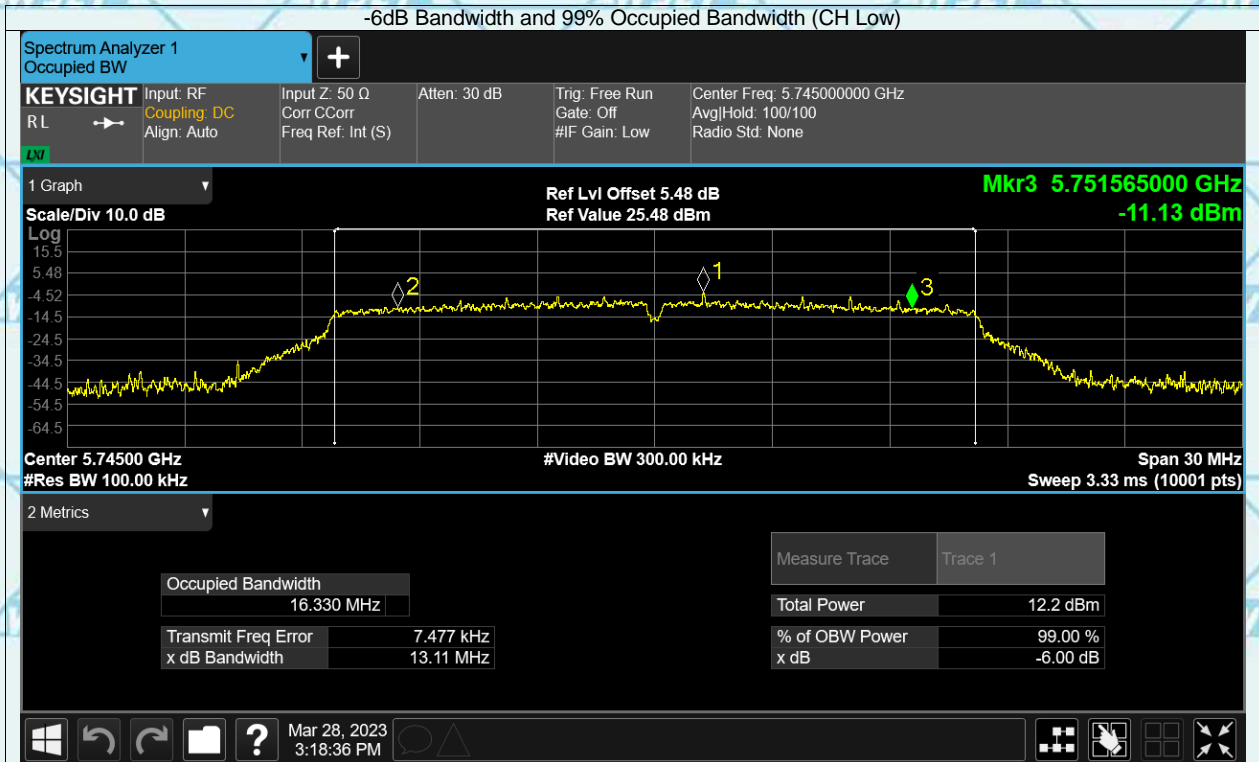 -6dB Bandwidth and 99% Occupied Bandwidth (CH Low)
Spectrum Analyzer 1
Occupied BW
KEYSIGHT
RL
LXI
Input: RF
Coupling: DC
Align: Auto
Input Z: 50 Ω
Corr CCorr
Freq Ref: Int (S)
Atten: 30 dB
Trig: Free Run
Gate: Off
#IF Gain: Low
Center Freq: 5.745000000 GHz
Avg|Hold: 100/100
Radio Std: None
1 Graph
Scale/Div 10.0 dB
Ref Lvl Offset 5.48 dB
Ref Value 25.48 dBm
Mkr3 5.751565000 GHz
-11.13 dBm
Log
15.5
5.48
-4.52
-14.5
-24.5
-34.5
-44.5
-54.5
-64.5
2
1
3
Center 5.74500 GHz
#Video BW 300.00 kHz
Span 30 MHz
#Res BW 100.00 kHz
Sweep 3.33 ms (10001 pts)
2 Metrics
Measure Trace Trace 1
Occupied Bandwidth
16.330 MHz
Total Power 12.2 dBm
Transmit Freq Error 7.477 kHz
% of OBW Power 99.00 %
x dB Bandwidth 13.11 MHz
x dB -6.00 dB
?
Mar 28, 2023
3:18:36 PM